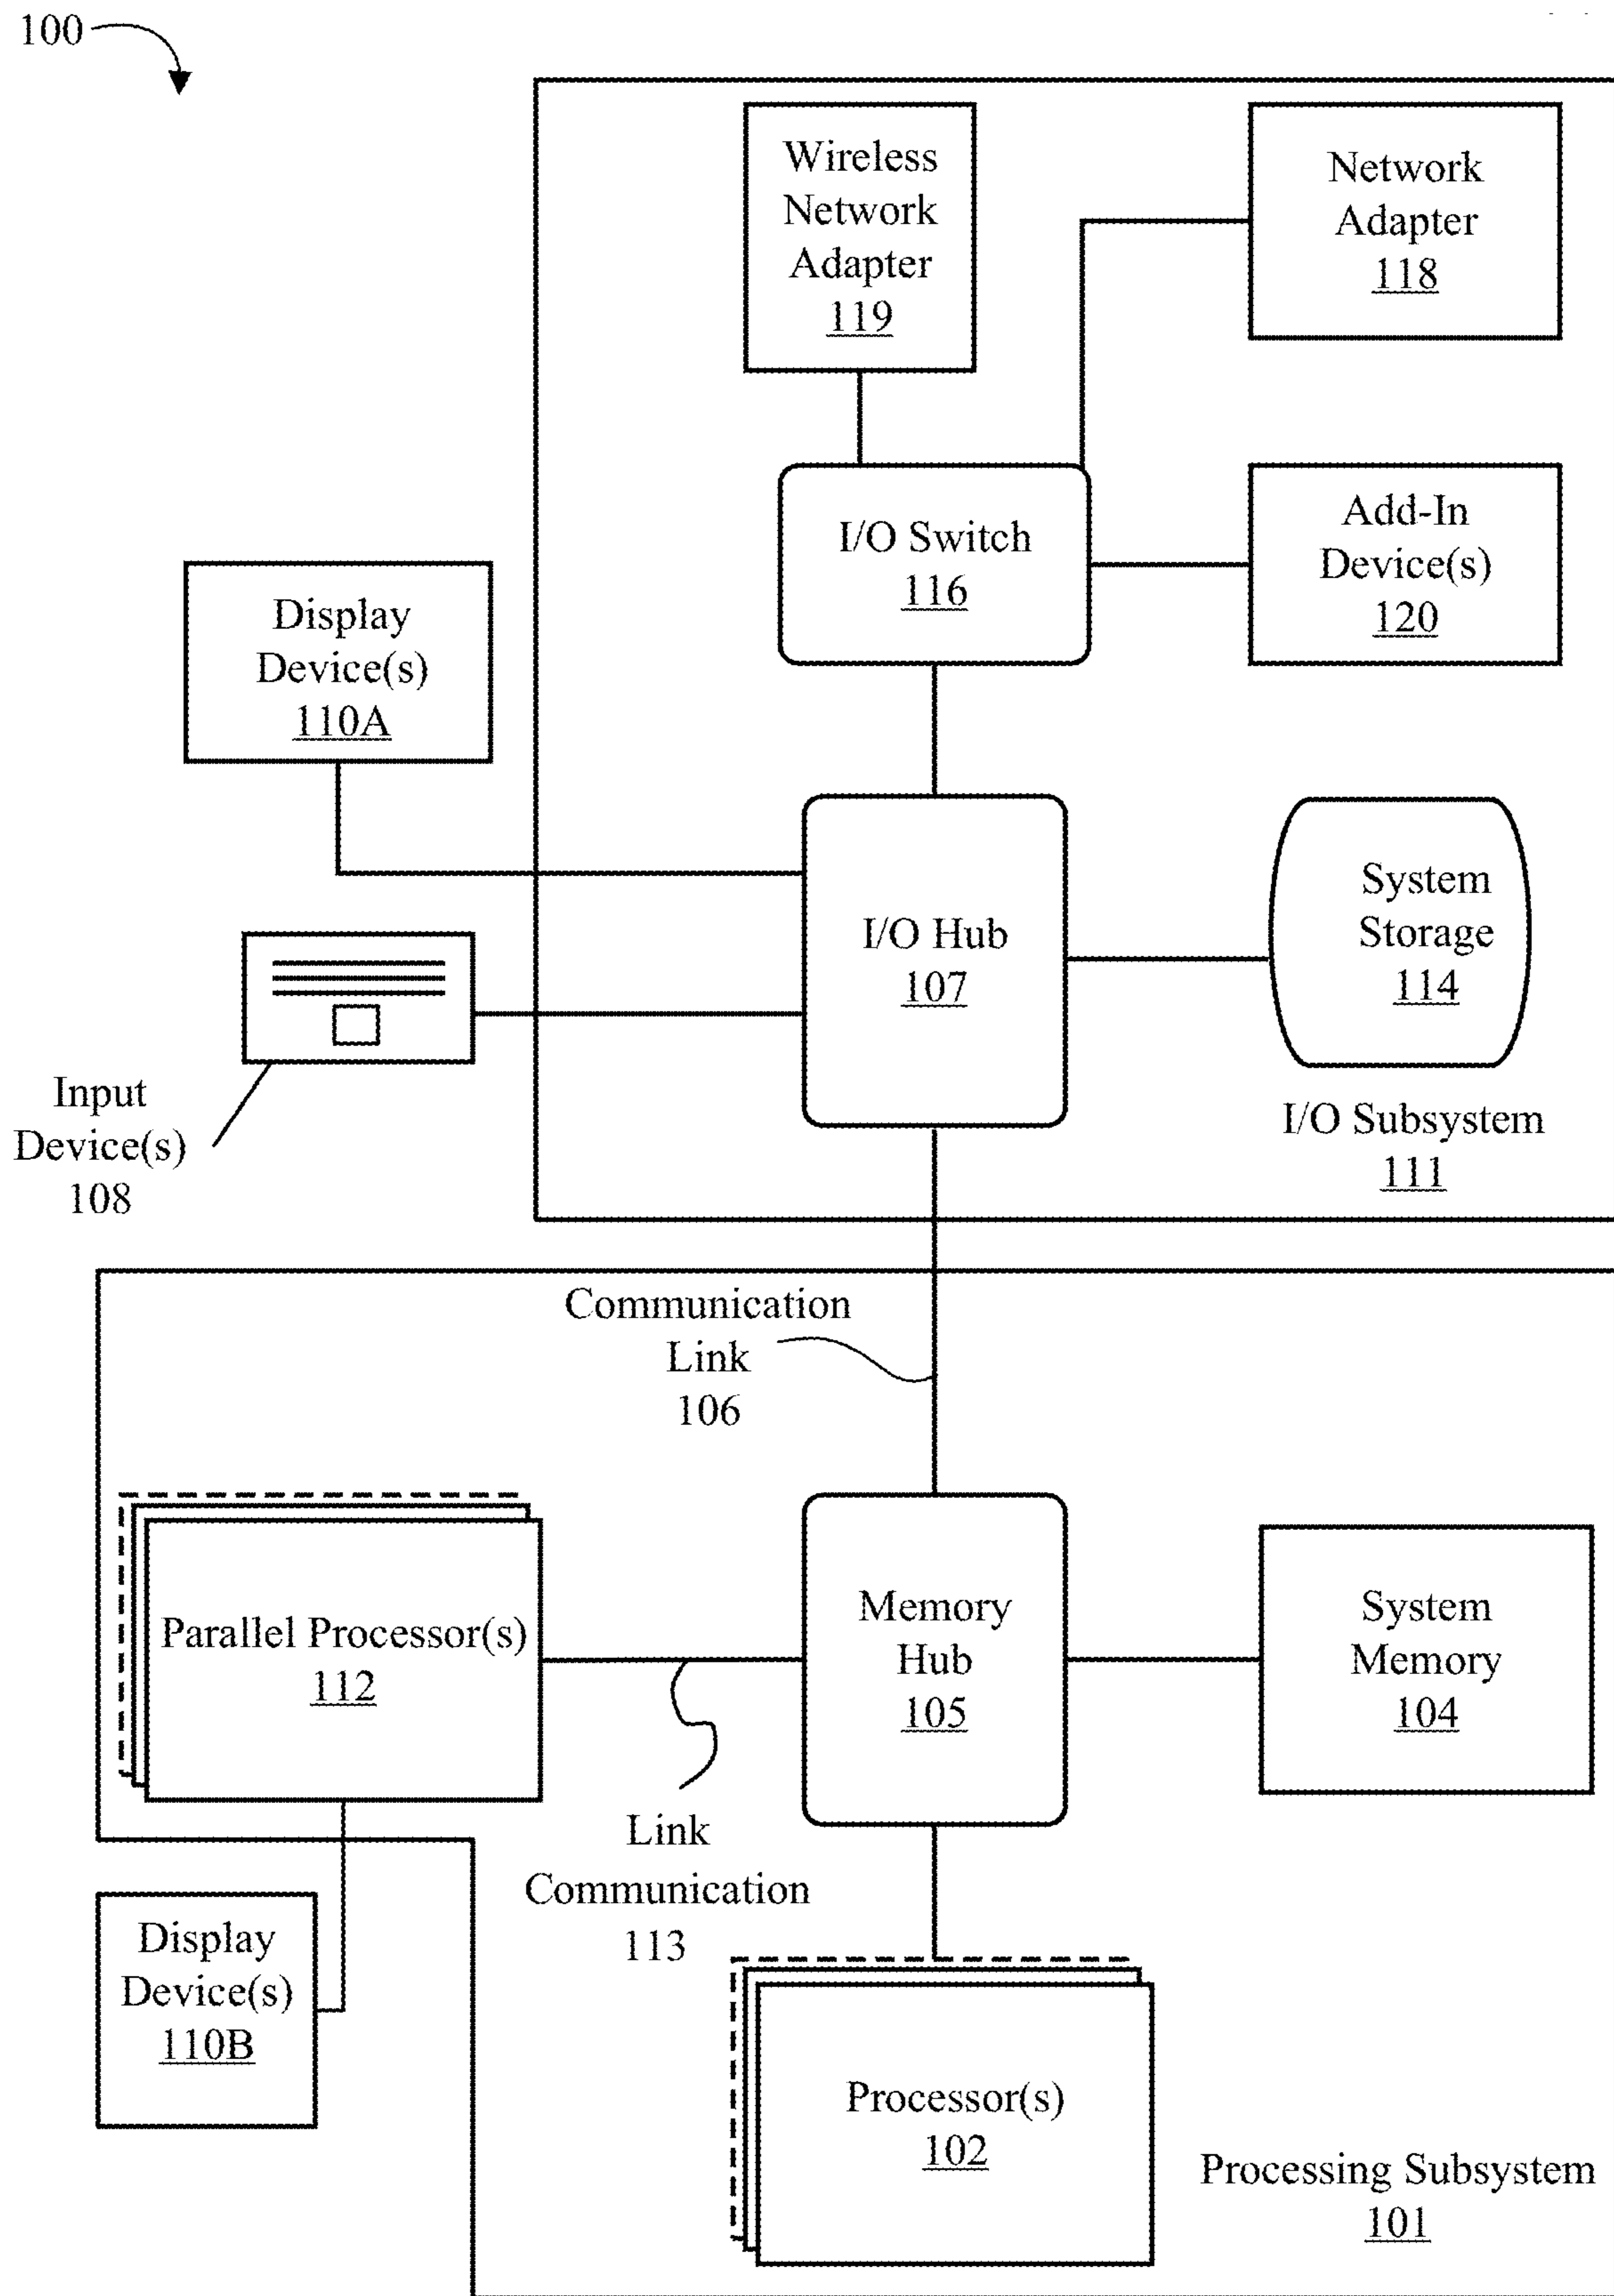 100
Wireless
Network
Adapter
119
Network
Adapter
118
I/O Switch
116
Add-In
Device(s)
120
Display
Device(s)
110A
I/O Hub
107
System
Storage
114
Input
Device(s)
108
I/O Subsystem
111
Communication
Link
106
Parallel Processor(s)
112
Memory
Hub
105
System
Memory
104
Link
Communication
113
Display
Device(s)
110B
Processor(s)
102
Processing Subsystem
101